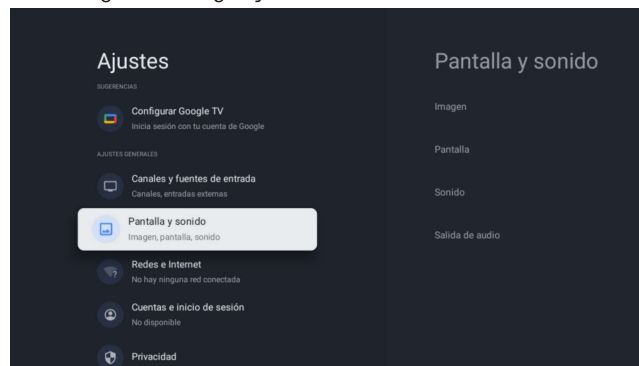 Ajustes
SUGERENCIAS
Configurar Google TV
Inicia sesión con tu cuenta de Google
AJUSTES GENERALES
Canales y fuentes de entrada
Canales, entradas externas
Pantalla y sonido
Imagen, pantalla, sonido
Redes e Internet
No hay ninguna red conectada
Cuentas e inicio de sesión
No disponible
Privacidad
Pantalla y sonido
Imagen
Pantalla
Sonido
Salida de audio